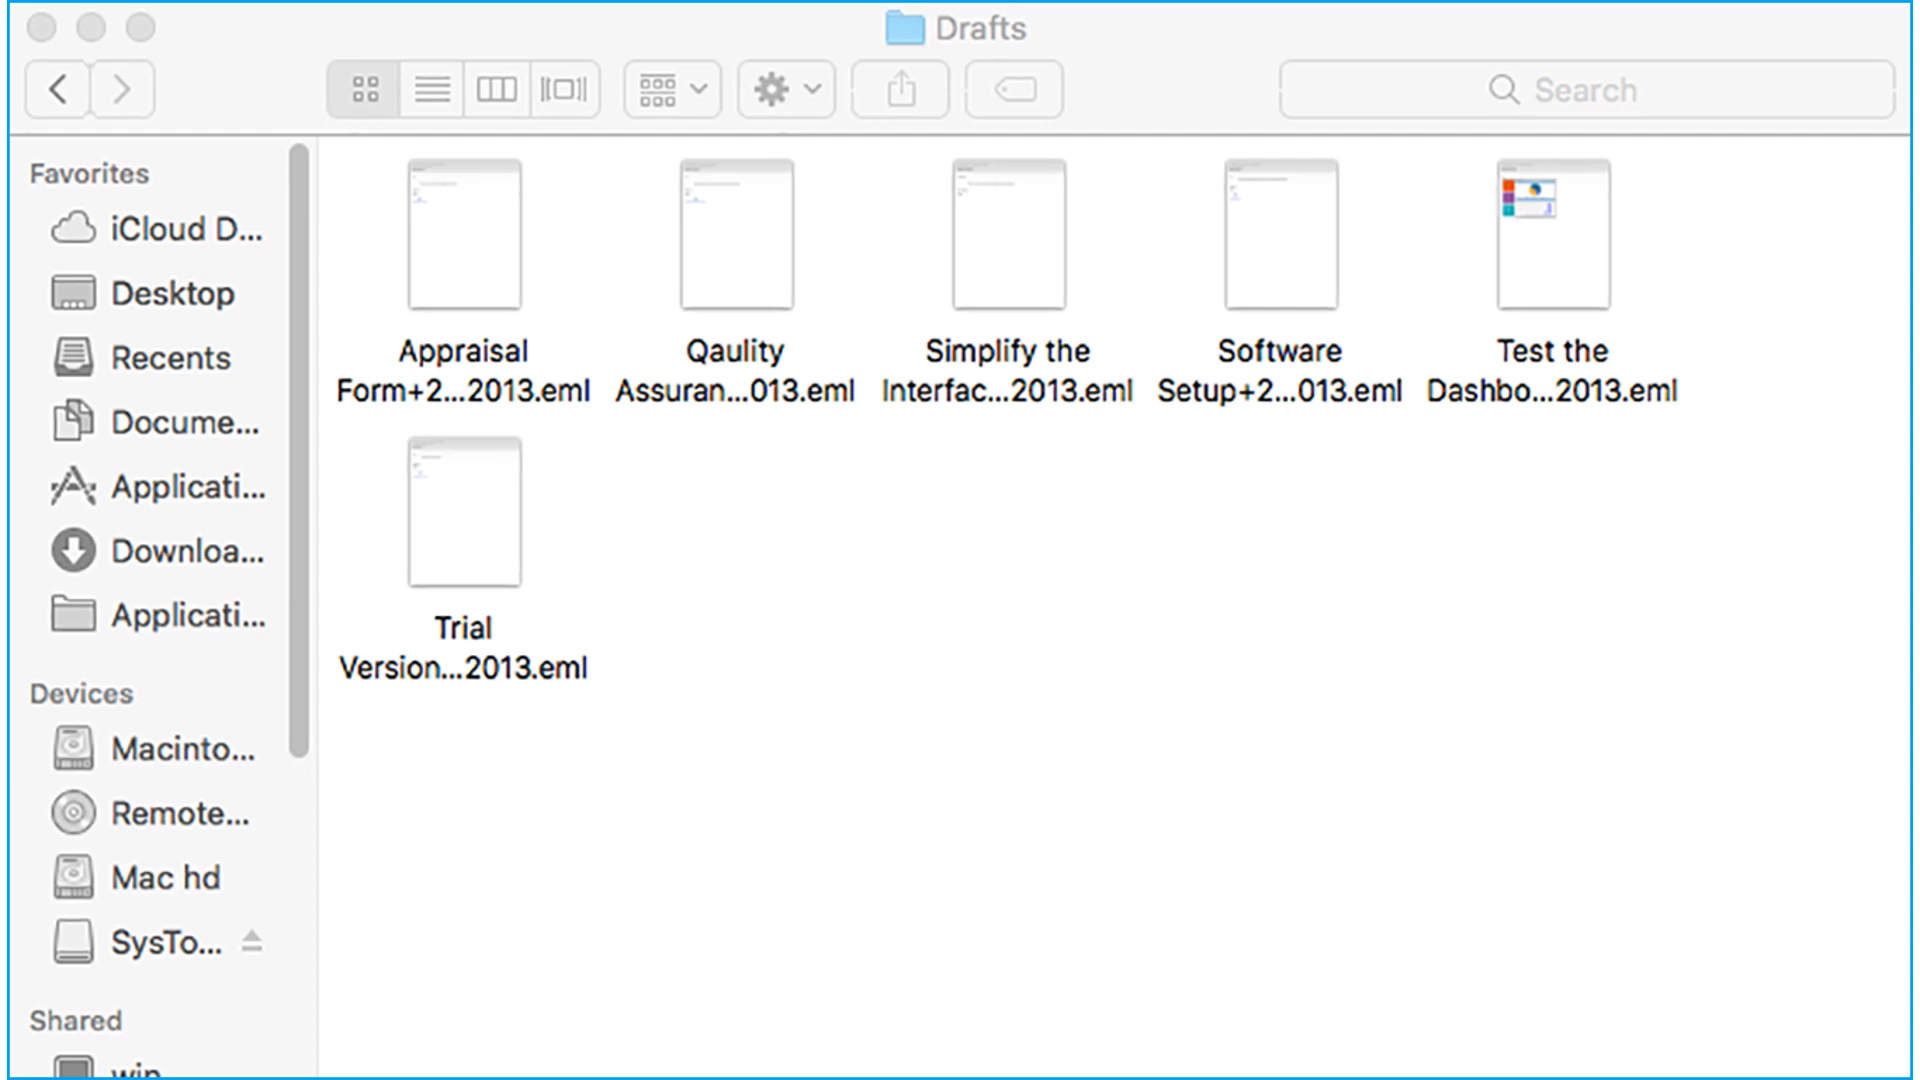 Drafts
Search
Favorites
iCloud D...
Desktop
Recents
Docume...
Applicati...
Downloa...
Applicati...
Devices
Macinto...
Remote...
Mac hd
SysTo...
Shared
win
Appraisal
Form+2...2013.eml
Qaulity
Assuran...013.eml
Simplify the
Interfac...2013.eml
Software
Setup+2...013.eml
Test the
Dashbo...2013.eml
Trial
Version...2013.eml